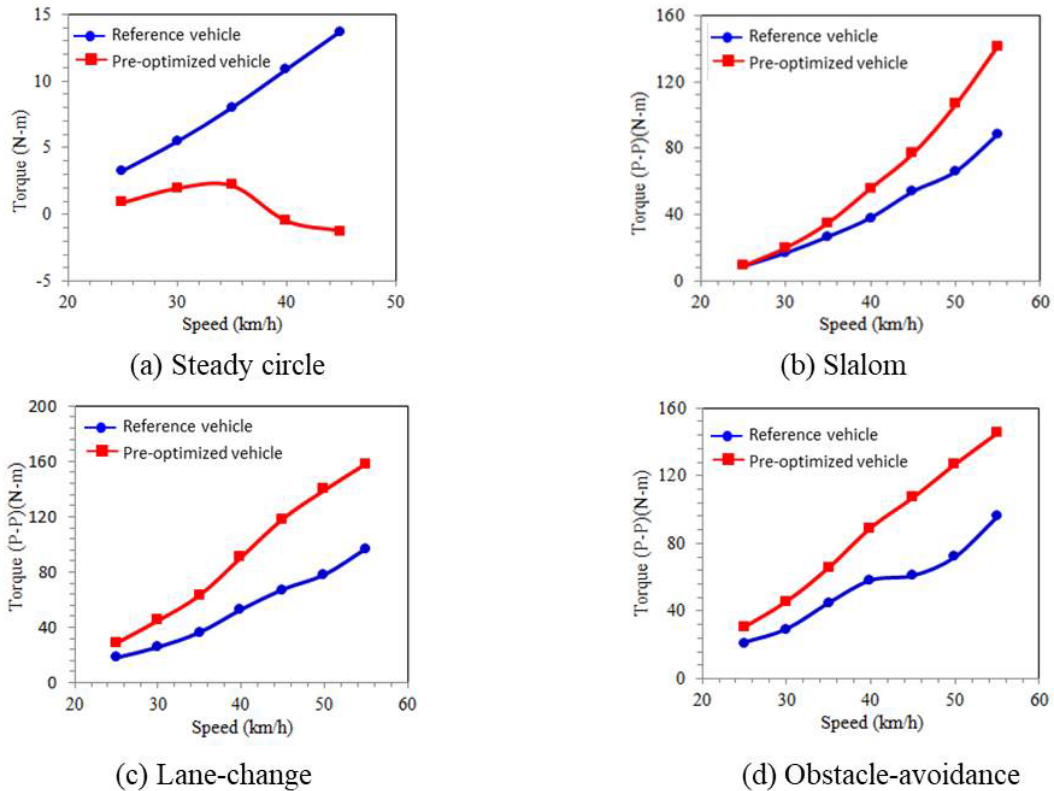 15
Reference vehicle
Pre-optimized vehicle
10
5
0
-5
Torque (N-m)
20 30 40 50
Speed (km/h)
(a) Steady circle
160
Reference vehicle
Pre-optimized vehicle
120
80
40
0
Torque (P-P)(N-m)
20 30 40 50 60
Speed (km/h)
(b) Slalom
200
Reference vehicle
160
Pre-optimized vehicle
120
80
40
0
Torque (P-P)(N-m)
20 30 40 50 60
Speed (km/h)
(c) Lane-change
160
Reference vehicle
Pre-optimized vehicle
120
80
40
0
Torque (P-P)(N-m)
20 30 40 50 60
Speed (km/h)
(d) Obstacle-avoidance